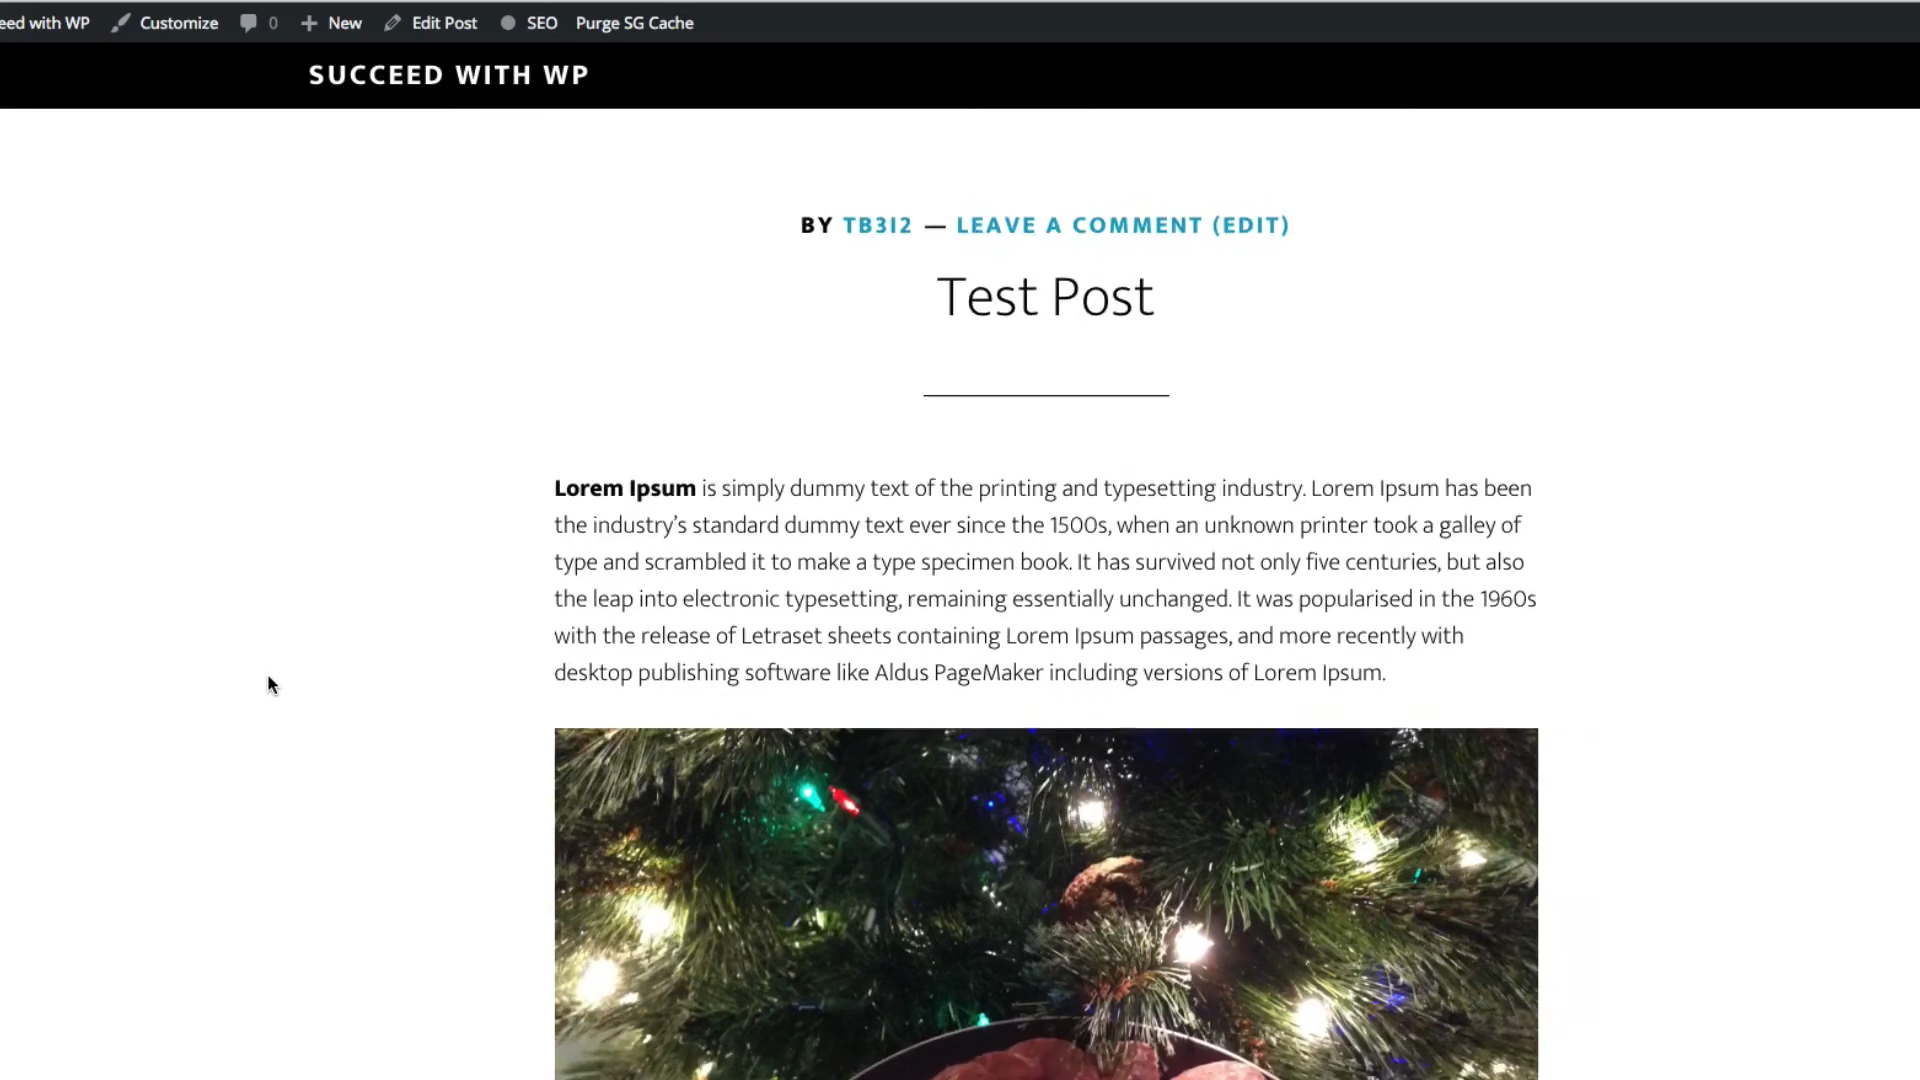 eed with WP Customize 0 New Edit Post SEO Purge SG Cache
SUCCEED WITH WP
BY TB3I2 — LEAVE A COMMENT (EDIT)
Test Post
Lorem Ipsum is simply dummy text of the printing and typesetting industry. Lorem Ipsum has been
the industry’s standard dummy text ever since the 1500s, when an unknown printer took a galley of
type and scrambled it to make a type specimen book. It has survived not only five centuries, but also
the leap into electronic typesetting, remaining essentially unchanged. It was popularised in the 1960s
with the release of Letraset sheets containing Lorem Ipsum passages, and more recently with
desktop publishing software like Aldus PageMaker including versions of Lorem Ipsum.